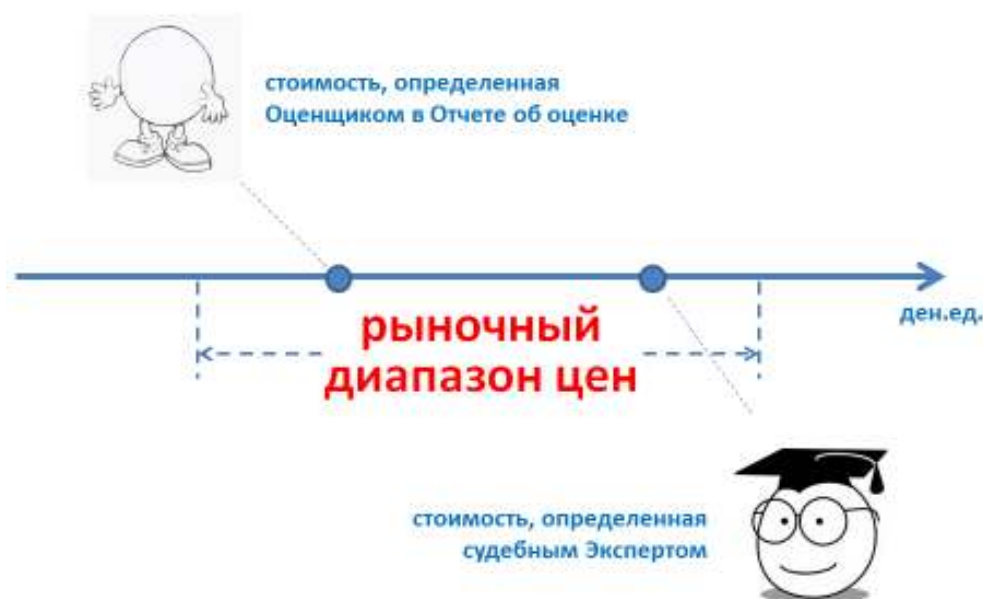 стоимость, определенная
Оценщиком в Отчете об оценке
ден.ед.
рыночный
диапазон цен
стоимость, определенная
судебным Экспертом